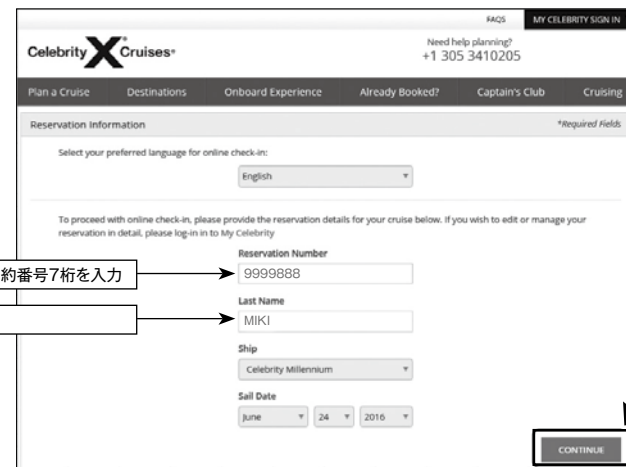 FAQS MY CELEBRITY SIGN IN
Celebrity X Cruises®
Need help planning?
+1 305 3410205
Plan a Cruise Destinations Onboard Experience Already Booked? Captain's Club Cruising
Reservation Information *Required Fields
Select your preferred language for online check-in:
English
To proceed with online check-in, please provide the reservation details for your cruise below. If you wish to edit or manage your
reservation in detail, please log-in in to My Celebrity
Reservation Number
約番号7桁を入力 9999888
Last Name
MIKI
Ship
Celebrity Millennium
Sail Date
June 24 2016
CONTINUE